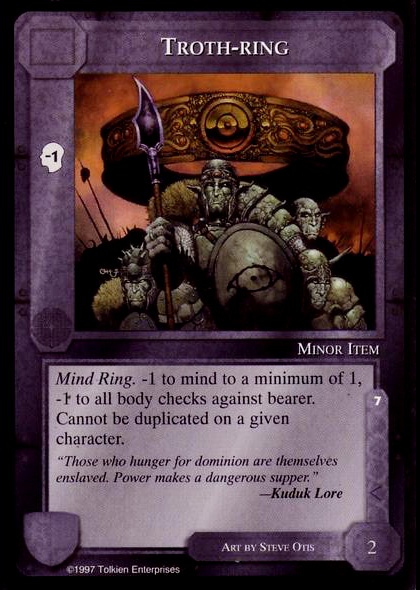 TROTH-RING
-1
MINOR ITEM
Mind Ring. -1 to mind to a minimum of 1,
-1 to all body checks against bearer.
Cannot be duplicated on a given
character.
7
"Those who hunger for dominion are themselves
enslaved. Power makes a dangerous supper."
—Kuduk Lore
ART BY STEVE OTIS
2
©1997 Tolkien Enterprises